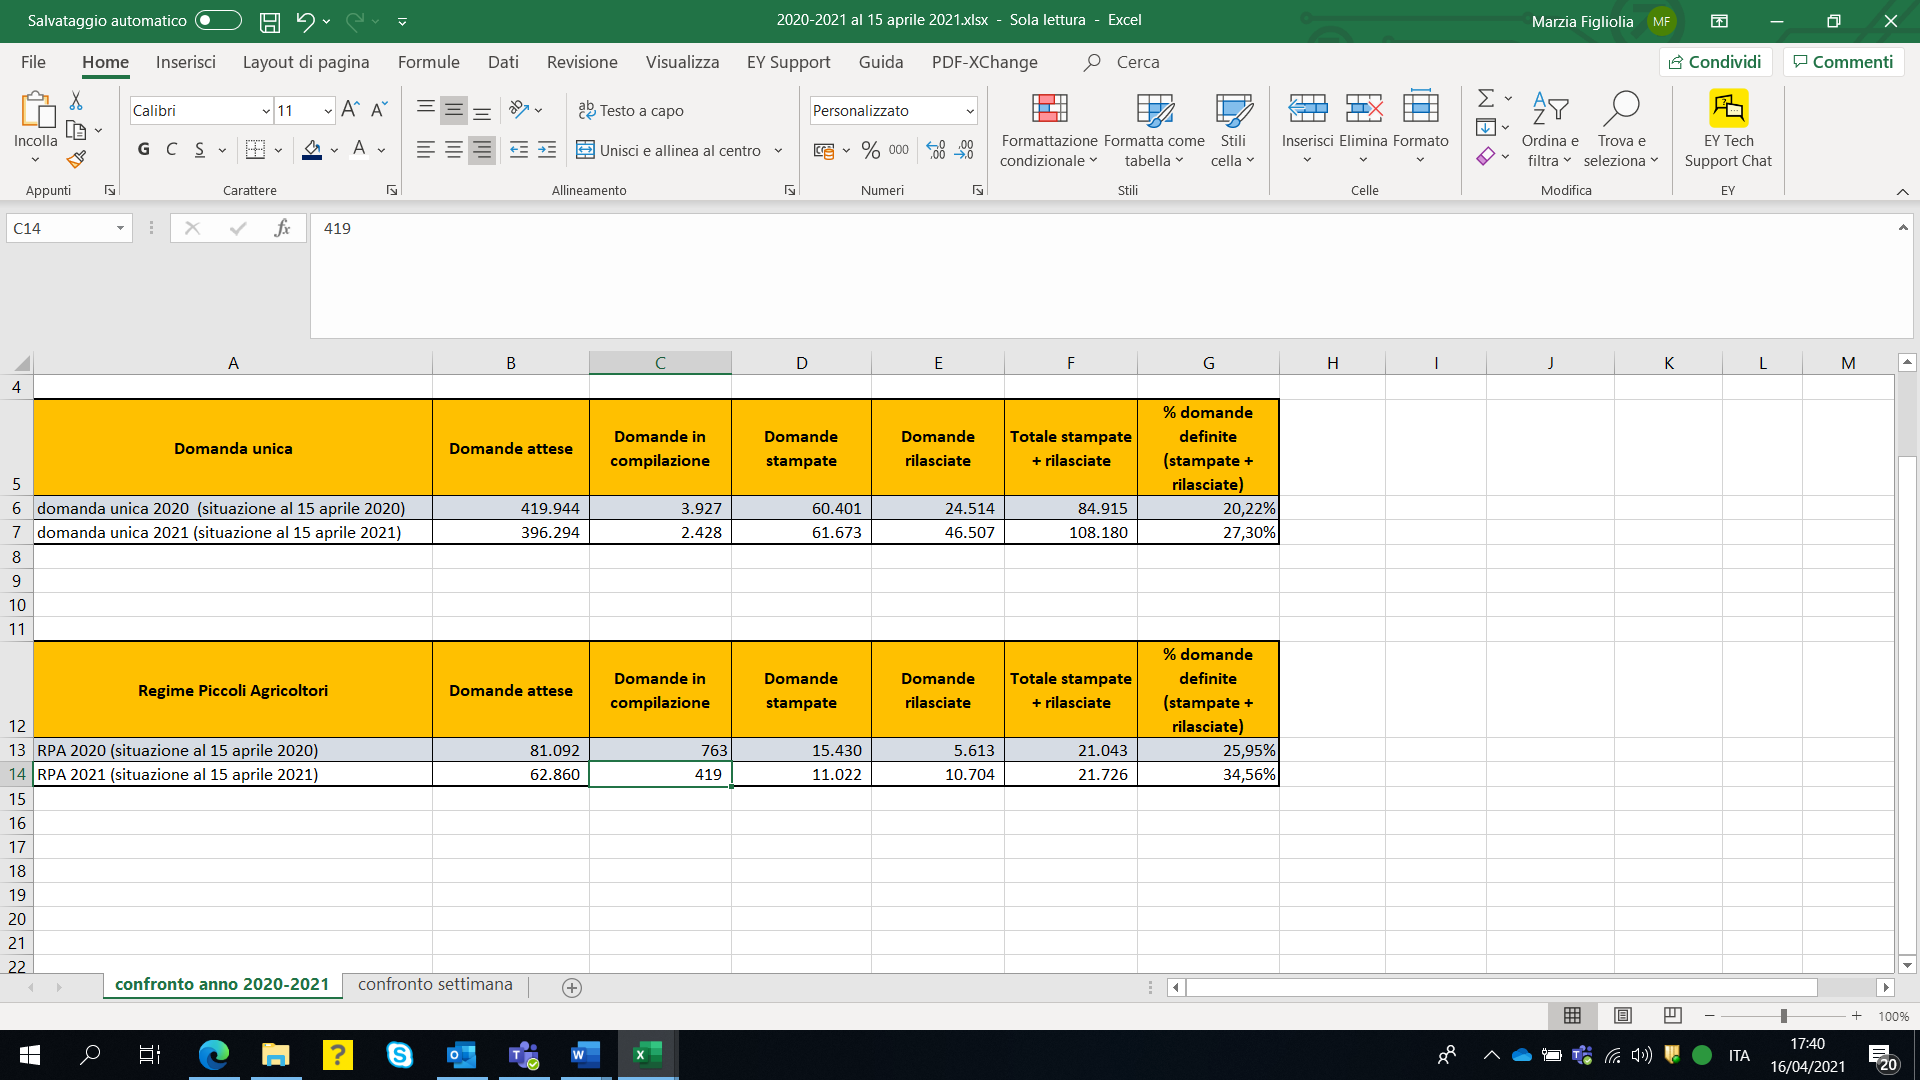 Salvataggio automatico
2020-2021 al 15 aprile 2021.xlsx - Sola lettura - Excel
Marzia Figliolia MF
File Home Inserisci Layout di pagina Formule Dati Revisione Visualizza EY Support Guida PDF-XChange Cerca
Condividi Commenti
Incolla
Appunti
Calibri 11
G C S
Carattere
ab Testo a capo
Unisci e allinea al centro
Allineamento
Personalizzato
% 000
Numeri
Formattazione condizionale
Formatta come tabella
Stili cella
Stili
Inserisci Elimina Formato
Celle
Ordina e filtra
Trova e seleziona
Modifica
EY Tech Support Chat
EY
C14 fx 419
A B C D E F G H I J K L M
4
5 Domanda unica Domande attese Domande in compilazione Domande stampate Domande rilasciate Totale stampate + rilasciate % domande definite (stampate + rilasciate)
6 domanda unica 2020 (situazione al 15 aprile 2020) 419.944 3.927 60.401 24.514 84.915 20,22%
7 domanda unica 2021 (situazione al 15 aprile 2021) 396.294 2.428 61.673 46.507 108.180 27,30%
8
9
10
11
12 Regime Piccoli Agricoltori Domande attese Domande in compilazione Domande stampate Domande rilasciate Totale stampate + rilasciate % domande definite (stampate + rilasciate)
13 RPA 2020 (situazione al 15 aprile 2020) 81.092 763 15.430 5.613 21.043 25,95%
14 RPA 2021 (situazione al 15 aprile 2021) 62.860 419 11.022 10.704 21.726 34,56%
15
16
17
18
19
20
21
22
confronto anno 2020-2021 confronto settimana
100%
ITA
17:40
16/04/2021
20